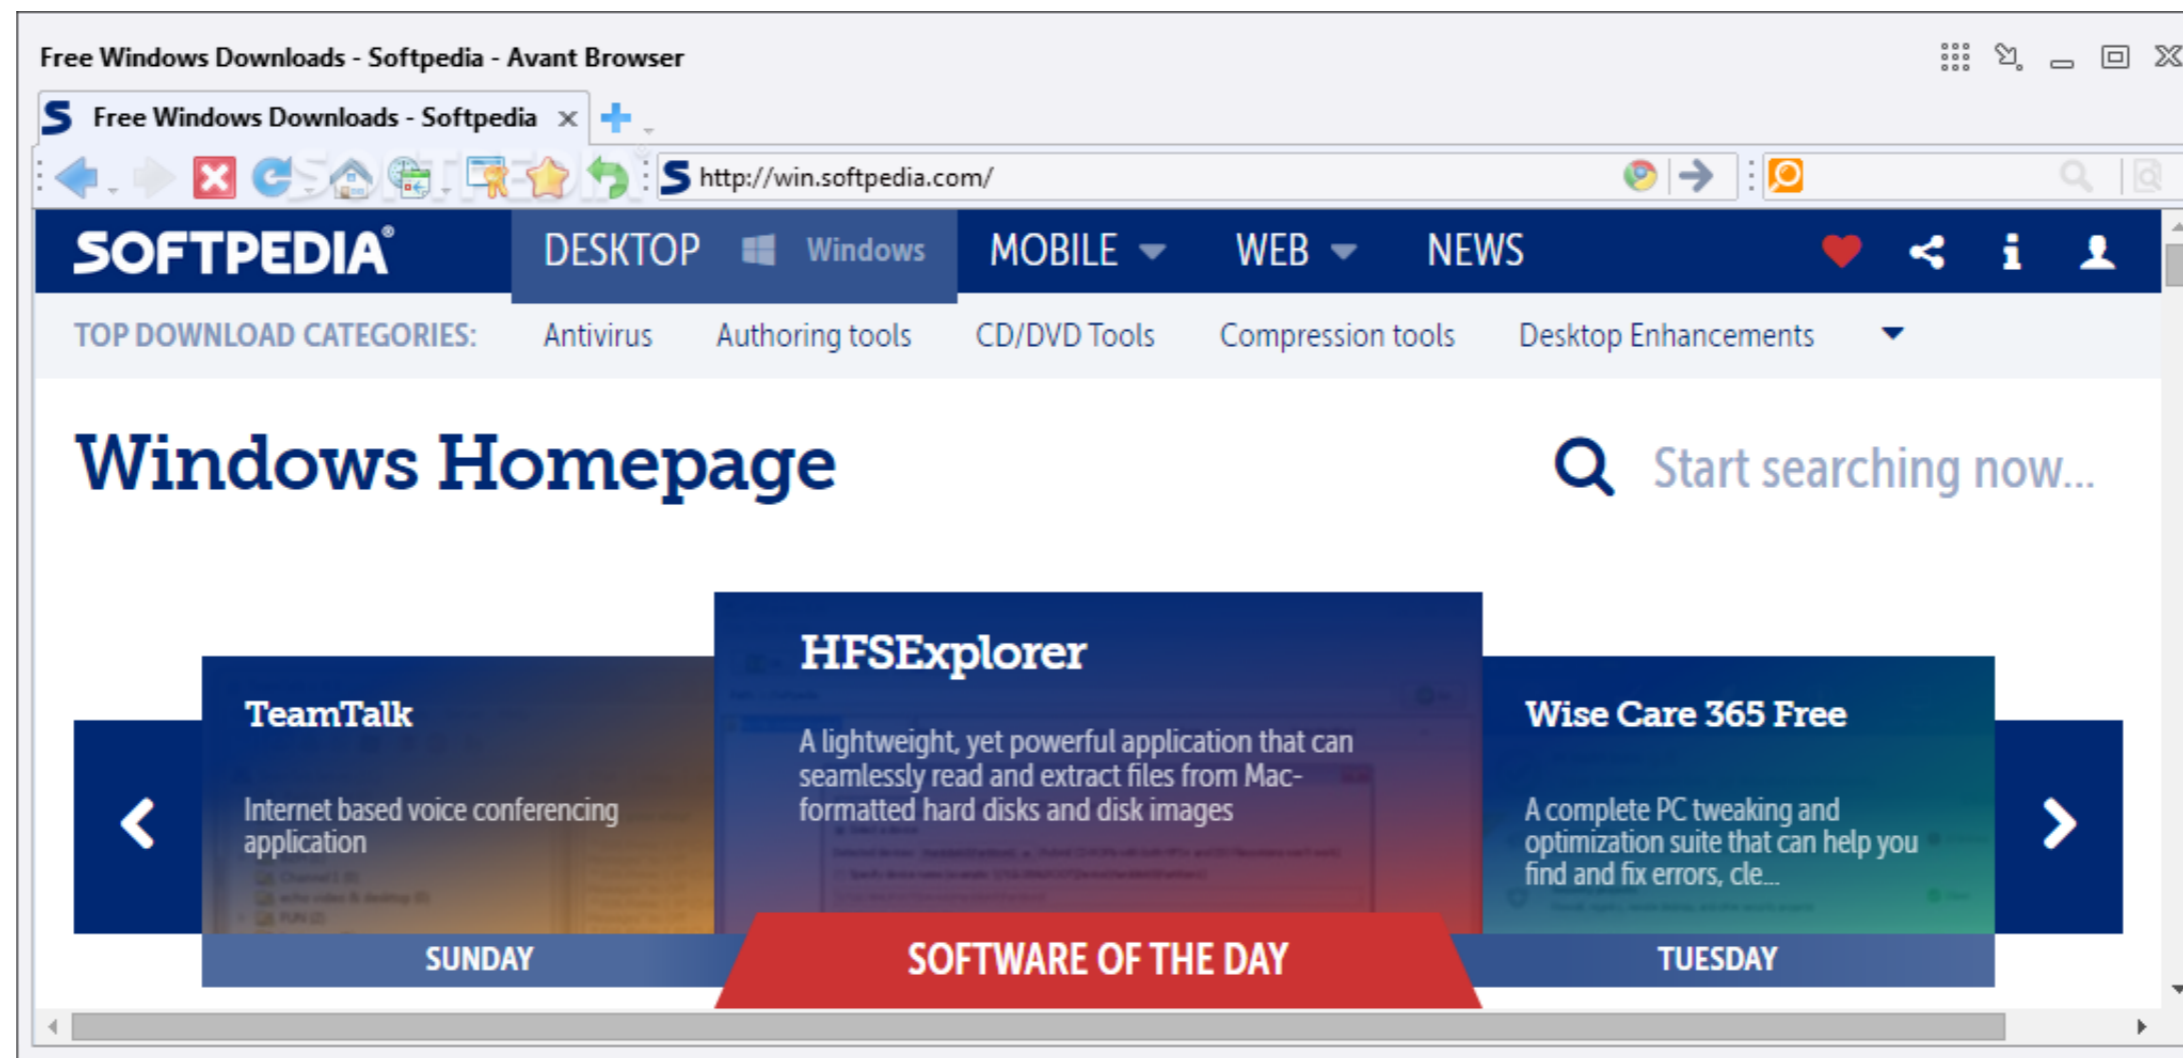 Free Windows Downloads - Softpedia - Avant Browser
Free Windows Downloads - Softpedia
SOFTPEDIA
http://win.softpedia.com/
SOFTPEDIA®
DESKTOP Windows MOBILE WEB NEWS
TOP DOWNLOAD CATEGORIES: Antivirus Authoring tools CD/DVD Tools Compression tools Desktop Enhancements
Windows Homepage
Start searching now...
TeamTalk
Internet based voice conferencing
application
SUNDAY
HFSExplorer
A lightweight, yet powerful application that can
seamlessly read and extract files from Mac-
formatted hard disks and disk images
SOFTWARE OF THE DAY
Wise Care 365 Free
A complete PC tweaking and
optimization suite that can help you
find and fix errors, cle...
TUESDAY